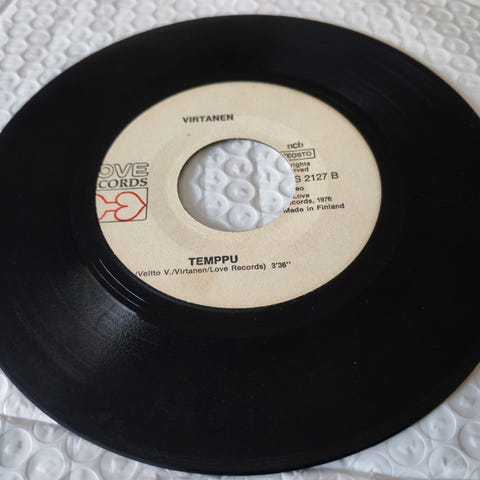 VIRTANEN
OVE
CORDS
ncb
TEOSTO
rights
rved
S 2127 B
eo
Love
cords, 1976
Made in Finland
TEMPPU
(Veltto V./Virtanen/Love Records) 3'36"